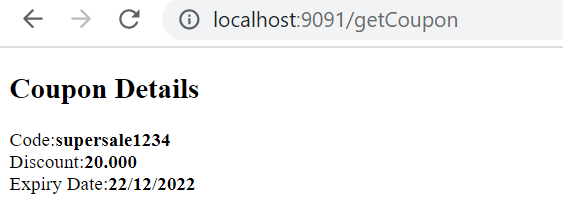 localhost:9091/getCoupon
Coupon Details
Code:supersale1234
Discount:20.000
Expiry Date:22/12/2022